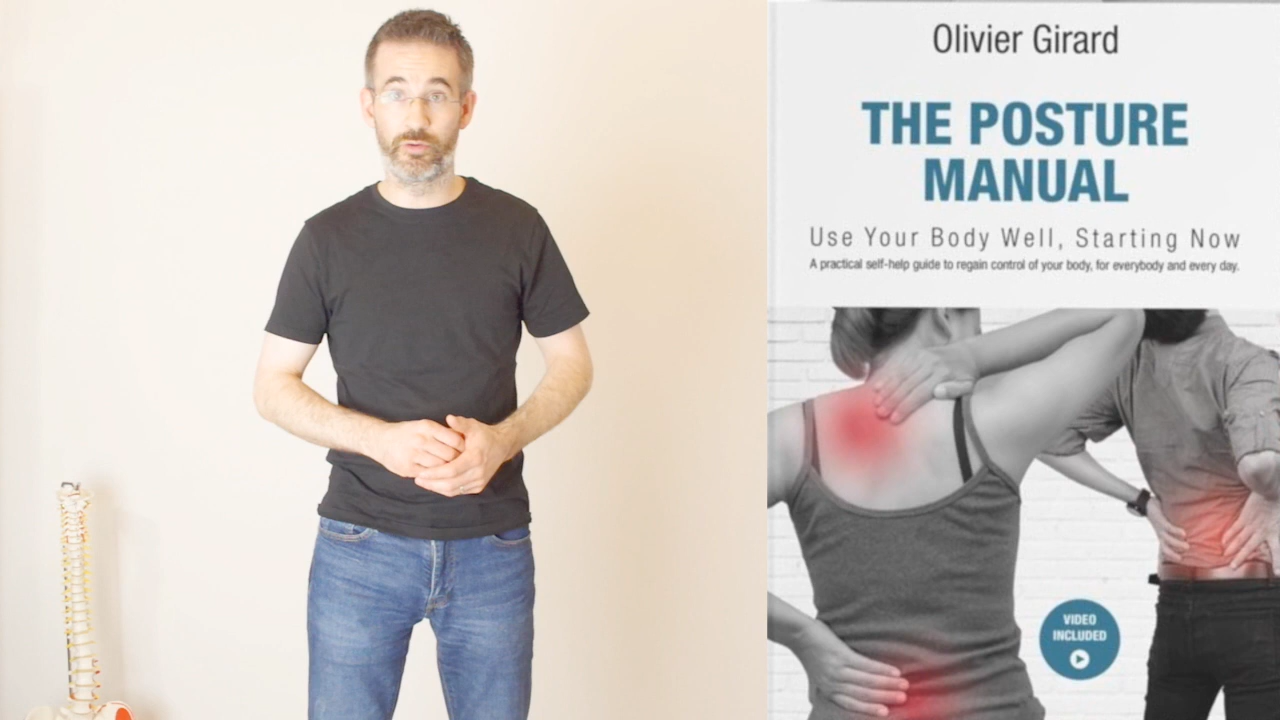 Olivier Girard
THE POSTURE
MANUAL
Use Your Body Well, Starting Now
A practical self-help guide to regain control of your body, for everybody and every day.
VIDEO
INCLUDED